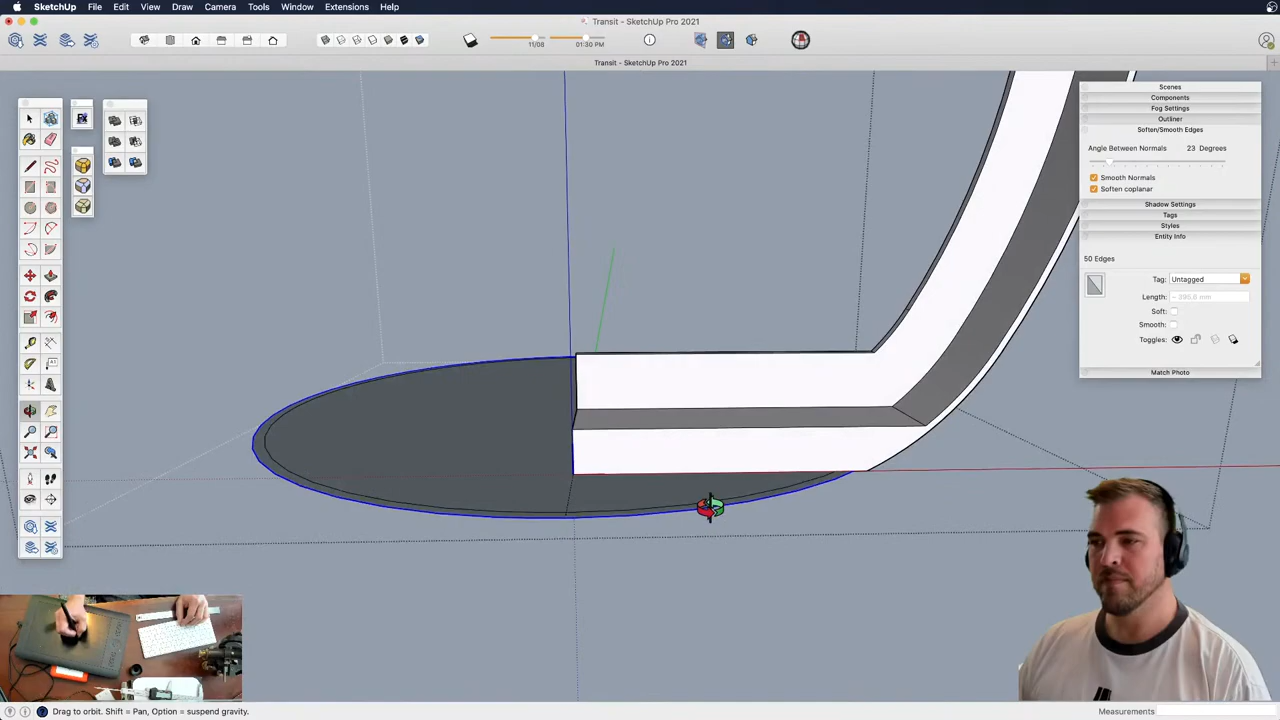 SketchUp File Edit View Draw Camera Tools Window Extensions Help
Transit - SketchUp Pro 2021
11/08 01:30 PM
Transit - SketchUp Pro 2021
Scenes
Components
Fog Settings
Outliner
Soften/Smooth Edges
Angle Between Normals 23 Degrees
Smooth Normals
Soften coplanar
Shadow Settings
Tags
Styles
Entity Info
50 Edges
Tag: Untagged
Length: ~ 395.6 mm
Soft:
Smooth:
Toggles:
Match Photo
Drag to orbit. Shift = Pan, Option = suspend gravity.
Measurements